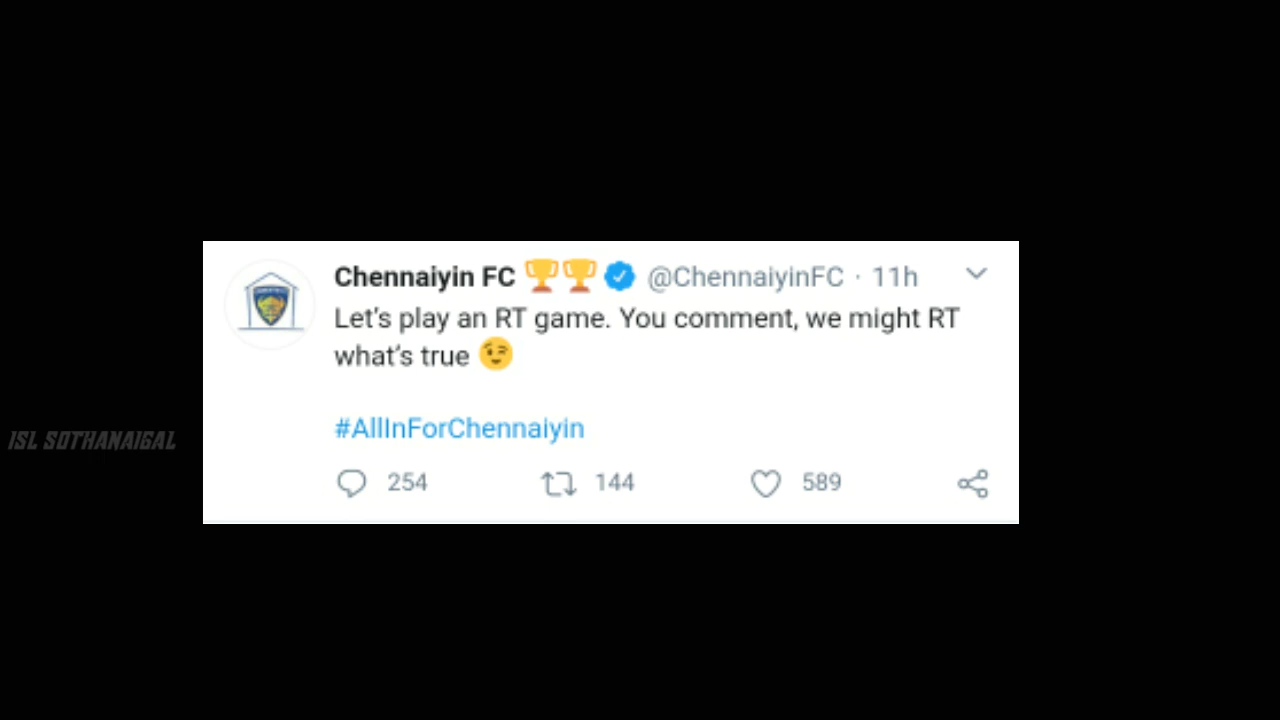 Chennaiyin FC 🏆🏆 @ChennaiyinFC · 11h
Let's play an RT game. You comment, we might RT
what's true 😉
#AllInForChennaiyin
254 144 589
ISL SOTHANAIGAL